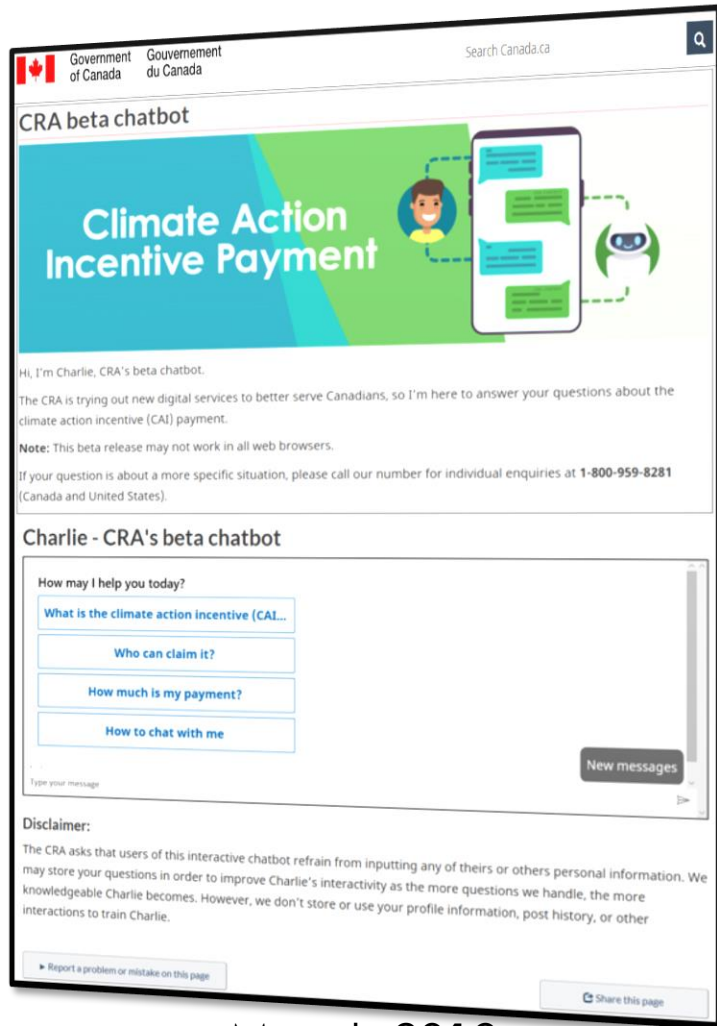 Government of Canada
Gouvernement du Canada
Search Canada.ca
CRA beta chatbot
Climate Action
Incentive Payment
Hi, I'm Charlie, CRA's beta chatbot.
The CRA is trying out new digital services to better serve Canadians, so I'm here to answer your questions about the
climate action incentive (CAI) payment.
Note: This beta release may not work in all web browsers.
If your question is about a more specific situation, please call our number for individual enquiries at 1-800-959-8281
(Canada and United States).
Charlie - CRA's beta chatbot
How may I help you today?
What is the climate action incentive (CAI...
Who can claim it?
How much is my payment?
How to chat with me
New messages
Type your message
Disclaimer:
The CRA asks that users of this interactive chatbot refrain from inputting any of theirs or others personal information. We
may store your questions in order to improve Charlie's interactivity as the more questions we handle, the more
knowledgeable Charlie becomes. However, we don't store or use your profile information, post history, or other
interactions to train Charlie.
Report a problem or mistake on this page
Share this page